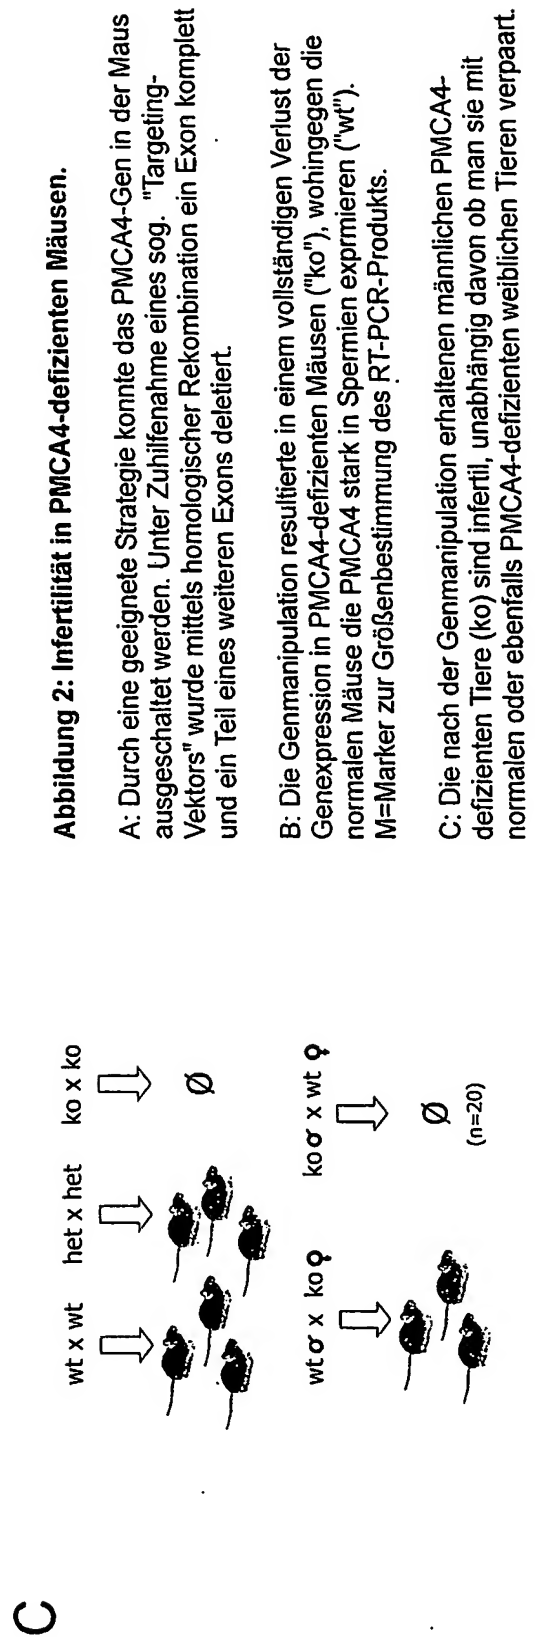 C
wt x wt het x het ko x ko
Ø
wt♂ x ko♀ ko♂ x wt♀
Ø
(n=20)
Abbildung 2: Infertilität in PMCA4-defizienten Mäusen.
A: Durch eine geeignete Strategie konnte das PMCA4-Gen in der Maus
ausgeschaltet werden. Unter Zuhilfenahme eines sog. "Targeting-
Vektors" wurde mittels homologischer Rekombination ein Exon komplett
und ein Teil eines weiteren Exons deletiert.
B: Die Genmanipulation resultierte in einem vollständigen Verlust der
Genexpression in PMCA4-defizienten Mäusen ("ko"), wohingegen die
normalen Mäuse die PMCA4 stark in Spermien exprmieren ("wt").
M=Marker zur Größenbestimmung des RT-PCR-Produkts.
C: Die nach der Genmanipulation erhaltenen männlichen PMCA4-
defizienten Tiere (ko) sind infertil, unabhängig davon ob man sie mit
normalen oder ebenfalls PMCA4-defizienten weiblichen Tieren verpaart.